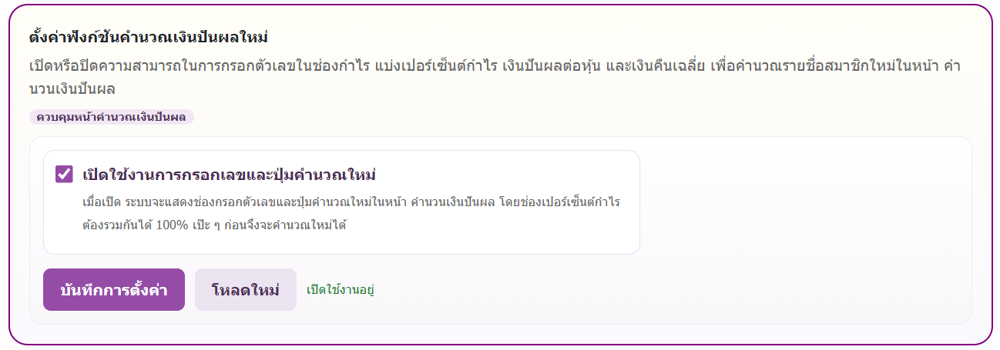 ตั้งค่าฟังก์ชันคำนวณเงินปันผลใหม่
เปิดหรือปิดความสามารถในการกรอกตัวเลขในช่องกำไร แบ่งเปอร์เซ็นต์กำไร เงินปันผลต่อหุ้น และเงินคืนเฉลี่ย เพื่อคำนวณรายชื่อสมาชิกใหม่ในหน้า คำ
นวนเงินปันผล
ควบคุมหน้าคำนวณเงินปันผล
เปิดใช้งานการกรอกเลขและปุ่มคำนวณใหม่
เมื่อเปิด ระบบจะแสดงช่องกรอกตัวเลขและปุ่มคำนวณใหม่ในหน้า คำนวนเงินปันผล โดยช่องเปอร์เซ็นต์กำไร
ต้องรวมกันได้ 100% เป๊ะ ๆ ก่อนจึงจะคำนวณใหม่ได้
บันทึกการตั้งค่า
โหลดใหม่
เปิดใช้งานอยู่